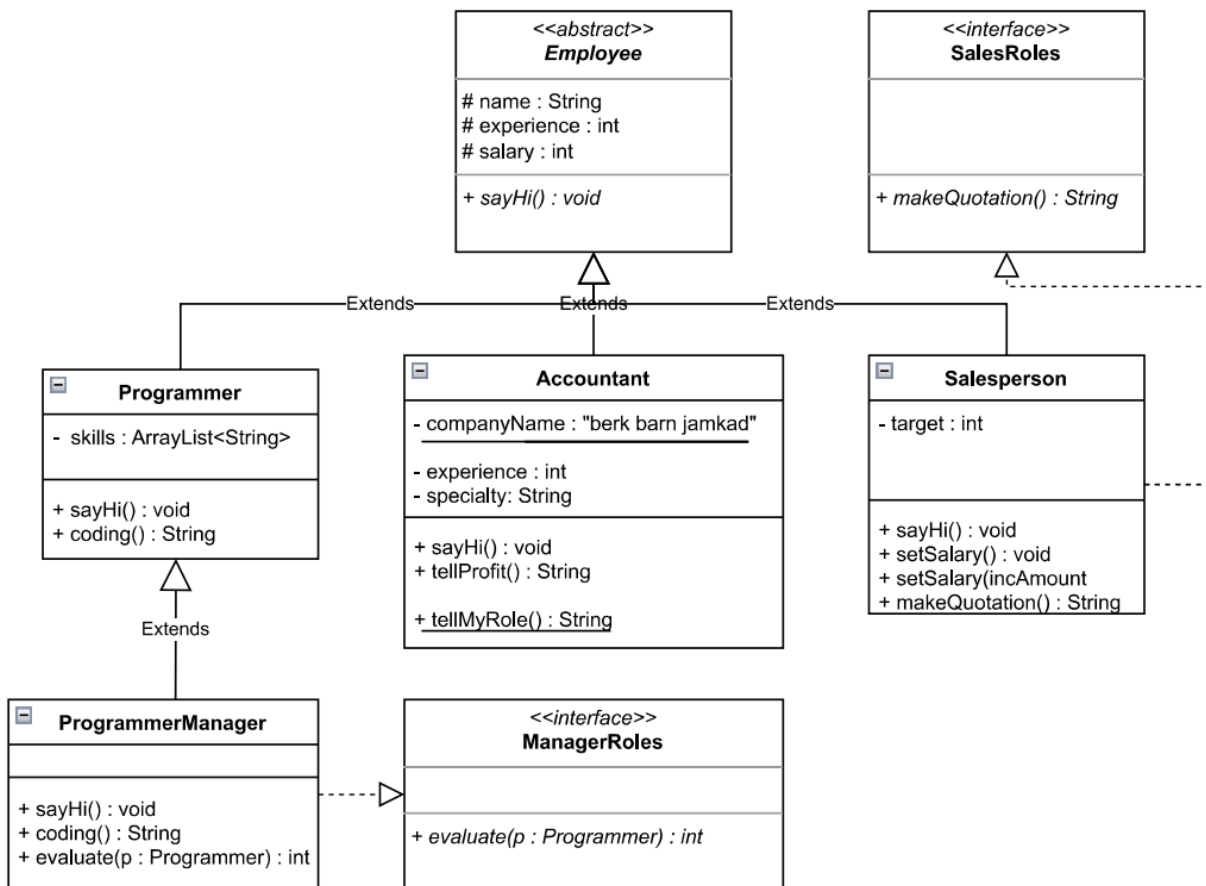 <<abstract>>
Employee
# name : String
# experience : int
# salary : int
+ sayHi() : void
<<interface>>
SalesRoles
+ makeQuotation() : String
Extends
Extends
Extends
Programmer
- skills : ArrayList<String>
+ sayHi() : void
+ coding() : String
Accountant
- companyName : "berk barn jamkad"
- experience : int
- specialty: String
+ sayHi() : void
+ tellProfit() : String
+ tellMyRole() : String
Salesperson
- target : int
+ sayHi() : void
+ setSalary() : void
+ setSalary(incAmount
+ makeQuotation() : String
Extends
ProgrammerManager
+ sayHi() : void
+ coding() : String
+ evaluate(p : Programmer) : int
<<interface>>
ManagerRoles
+ evaluate(p : Programmer) : int